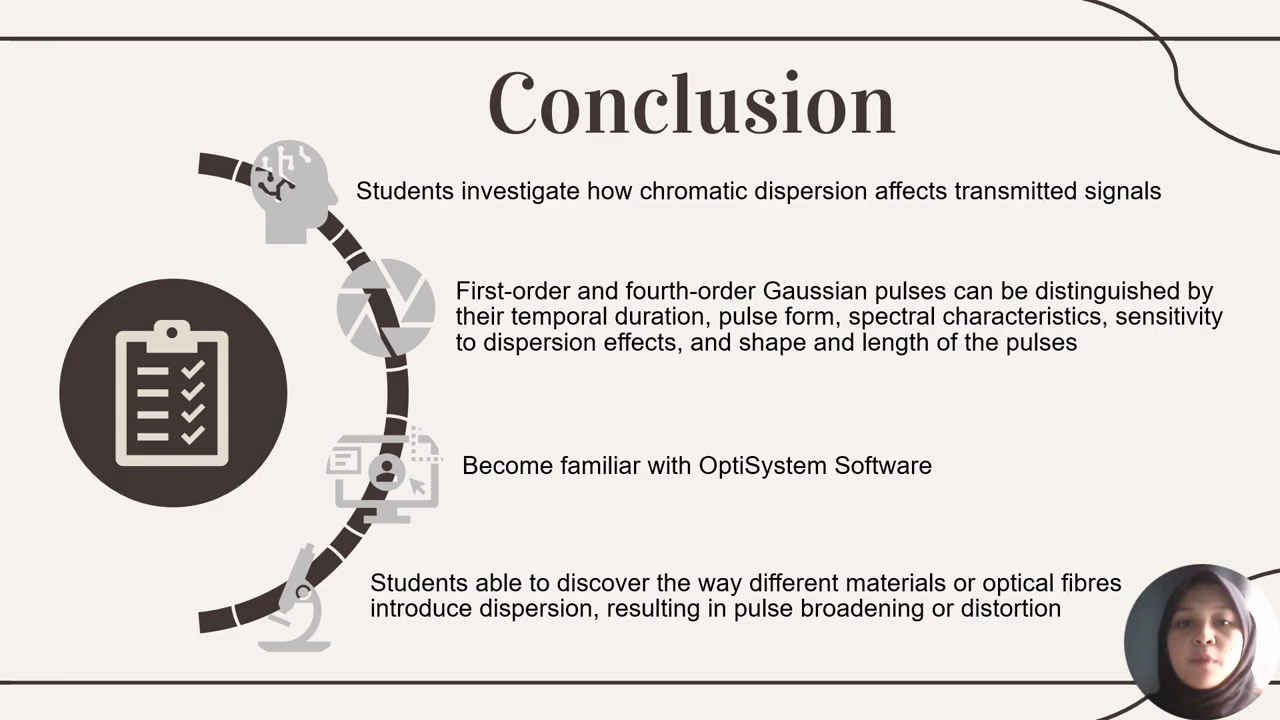 Conclusion
Students investigate how chromatic dispersion affects transmitted signals
First-order and fourth-order Gaussian pulses can be distinguished by
their temporal duration, pulse form, spectral characteristics, sensitivity
to dispersion effects, and shape and length of the pulses
Become familiar with OptiSystem Software
Students able to discover the way different materials or optical fibres
introduce dispersion, resulting in pulse broadening or distortion